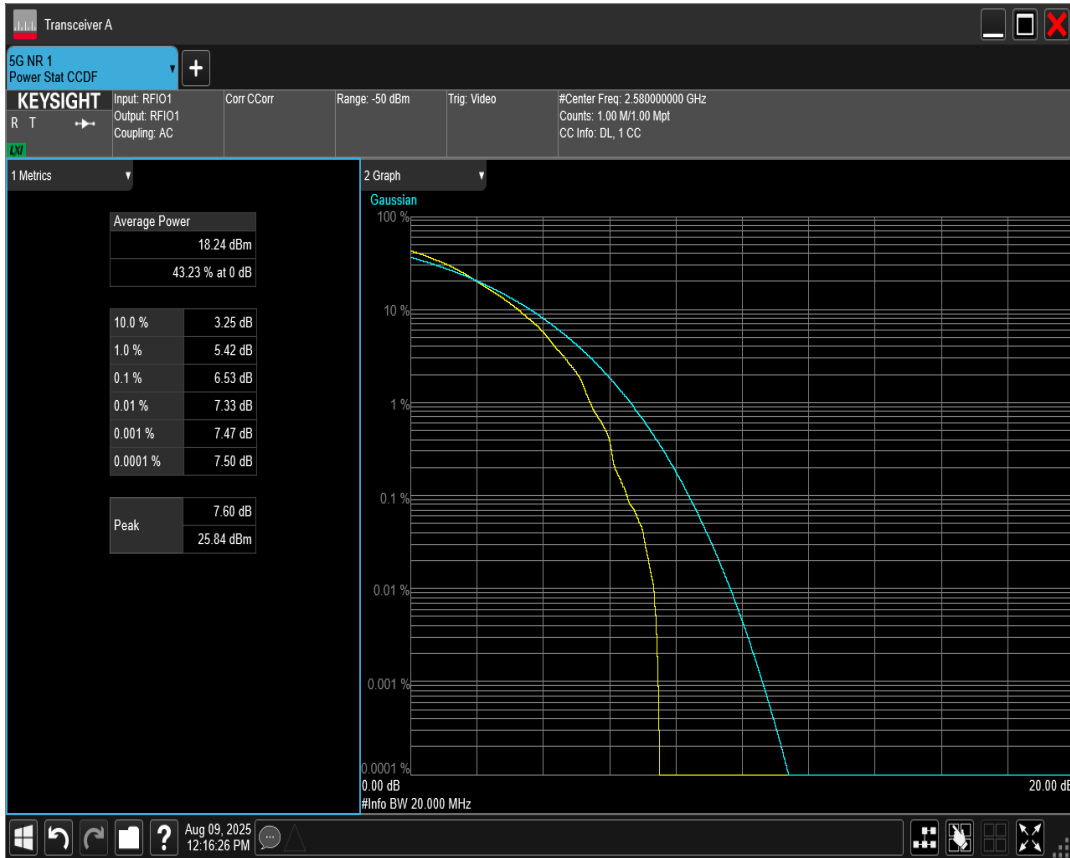 Transceiver A
5G NR 1
Power Stat CCDF
+
KEYSIGHT
R T
LXI
Input: RFIO1
Output: RFIO1
Coupling: AC
Corr CCorr
Range: -50 dBm
Trig: Video
#Center Freq: 2.580000000 GHz
Counts: 1.00 M/1.00 Mpt
CC Info: DL, 1 CC
1 Metrics
Average Power
18.24 dBm
43.23 % at 0 dB
10.0 % 3.25 dB
1.0 % 5.42 dB
0.1 % 6.53 dB
0.01 % 7.33 dB
0.001 % 7.47 dB
0.0001 % 7.50 dB
Peak
7.60 dB
25.84 dBm
2 Graph
Gaussian
100 %
10 %
1 %
0.1 %
0.01 %
0.001 %
0.0001 %
0.00 dB 20.00 dB
#Info BW 20.000 MHz
?
Aug 09, 2025
12:16:26 PM